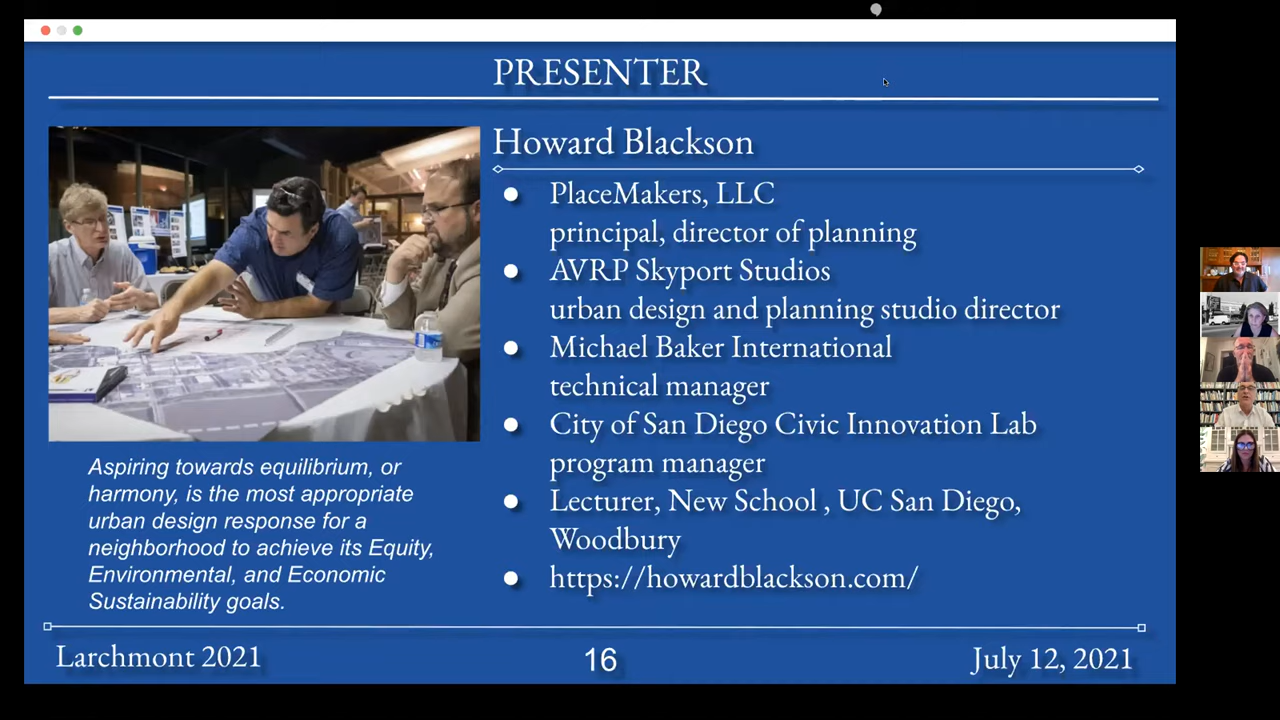 PRESENTER
Howard Blackson
PlaceMakers, LLC
principal, director of planning
AVRP Skyport Studios
urban design and planning studio director
Michael Baker International
technical manager
City of San Diego Civic Innovation Lab
program manager
Lecturer, New School , UC San Diego,
Woodbury
https://howardblackson.com/
Aspiring towards equilibrium, or
harmony, is the most appropriate
urban design response for a
neighborhood to achieve its Equity,
Environmental, and Economic
Sustainability goals.
Larchmont 2021
16
July 12, 2021